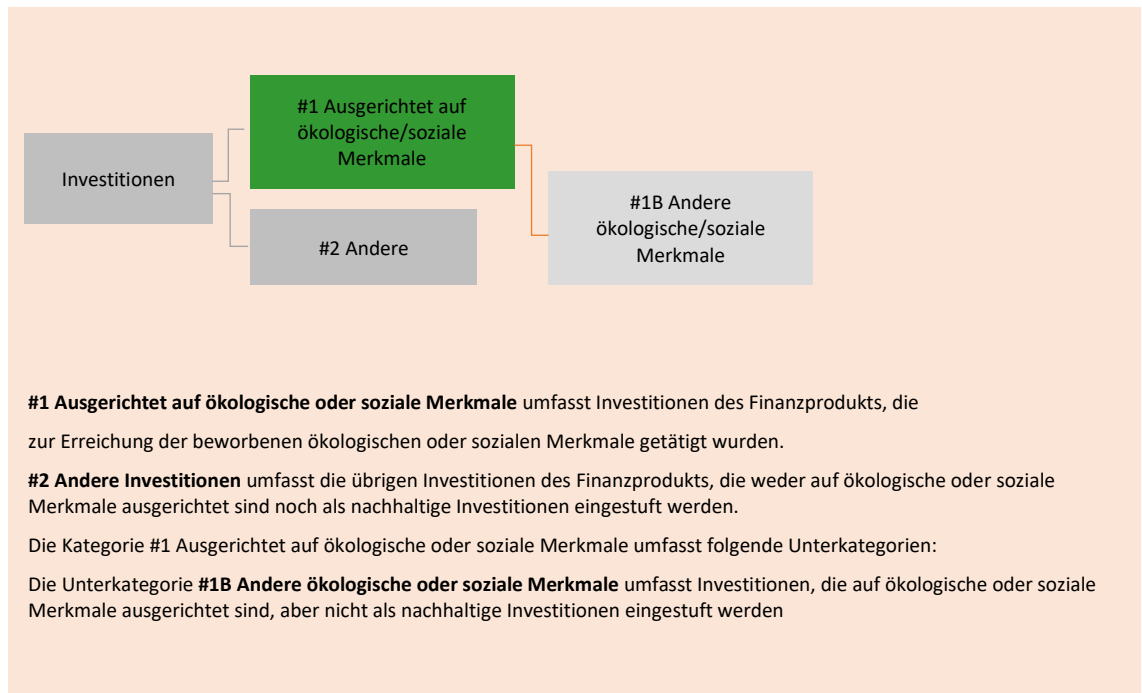 #1 Ausgerichtet auf
ökologische/soziale
Merkmale
Investitionen
#2 Andere
#1B Andere
ökologische/soziale
Merkmale
#1 Ausgerichtet auf ökologische oder soziale Merkmale umfasst Investitionen des Finanzprodukts, die
zur Erreichung der beworbenen ökologischen oder sozialen Merkmale getätigt wurden.
#2 Andere Investitionen umfasst die übrigen Investitionen des Finanzprodukts, die weder auf ökologische oder soziale
Merkmale ausgerichtet sind noch als nachhaltige Investitionen eingestuft werden.
Die Kategorie #1 Ausgerichtet auf ökologische oder soziale Merkmale umfasst folgende Unterkategorien:
Die Unterkategorie #1B Andere ökologische oder soziale Merkmale umfasst Investitionen, die auf ökologische oder soziale
Merkmale ausgerichtet sind, aber nicht als nachhaltige Investitionen eingestuft werden